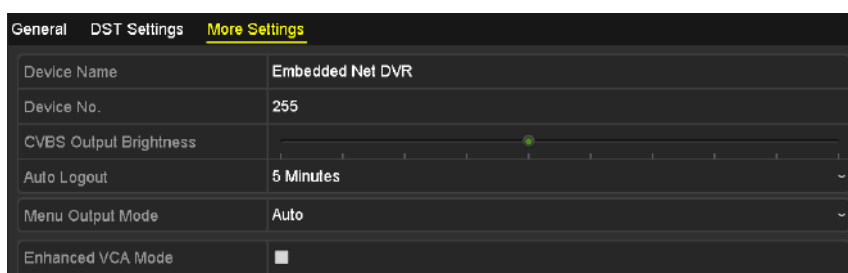 General DST Settings More Settings
Device Name Embedded Net DVR
Device No. 255
CVBS Output Brightness
Auto Logout 5 Minutes
Menu Output Mode Auto
Enhanced VCA Mode